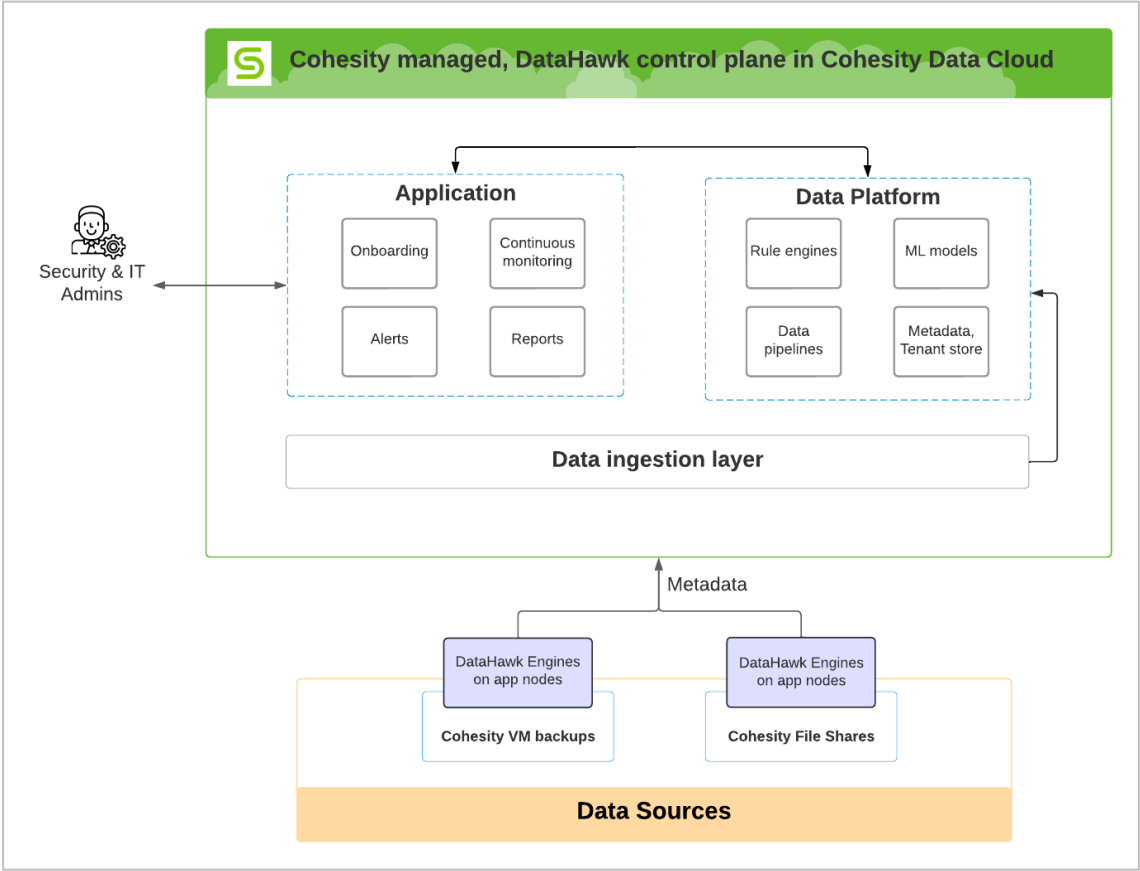 Cohesity managed, DataHawk control plane in Cohesity Data Cloud
Security & IT
Admins
Application
Onboarding
Continuous
monitoring
Alerts
Reports
Data Platform
Rule engines
ML models
Data
pipelines
Metadata,
Tenant store
Data ingestion layer
Metadata
DataHawk Engines
on app nodes
Cohesity VM backups
DataHawk Engines
on app nodes
Cohesity File Shares
Data Sources